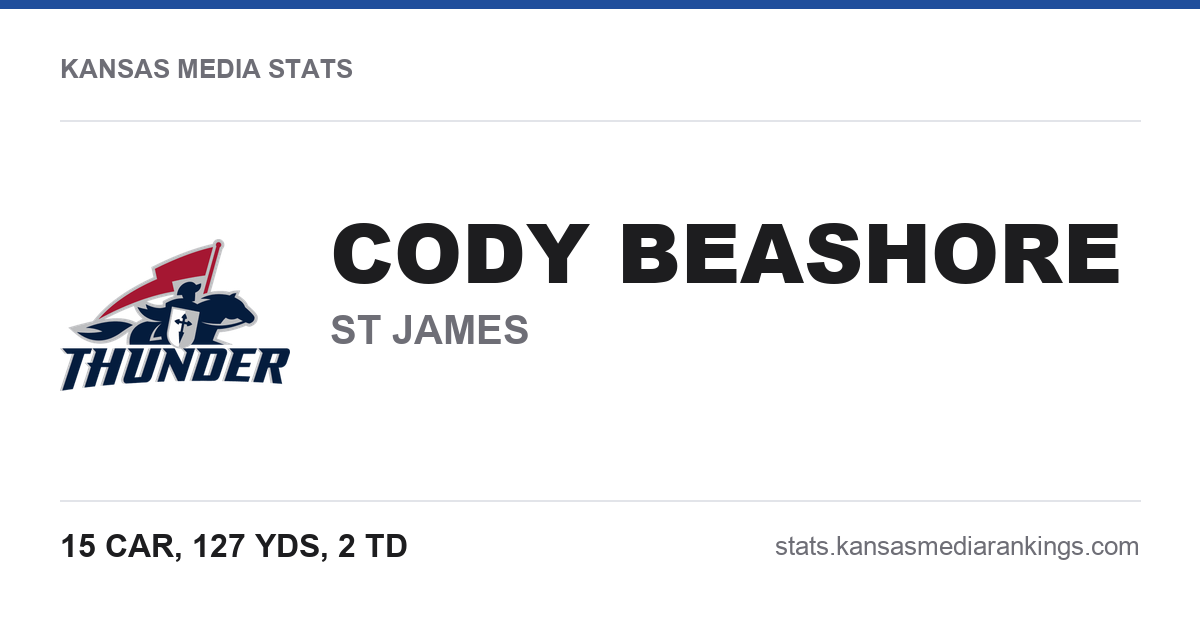 KANSAS MEDIA STATS
CODY BEASHORE
ST JAMES
THUNDER
15 CAR, 127 YDS, 2 TD
stats.kansasmediarankings.com